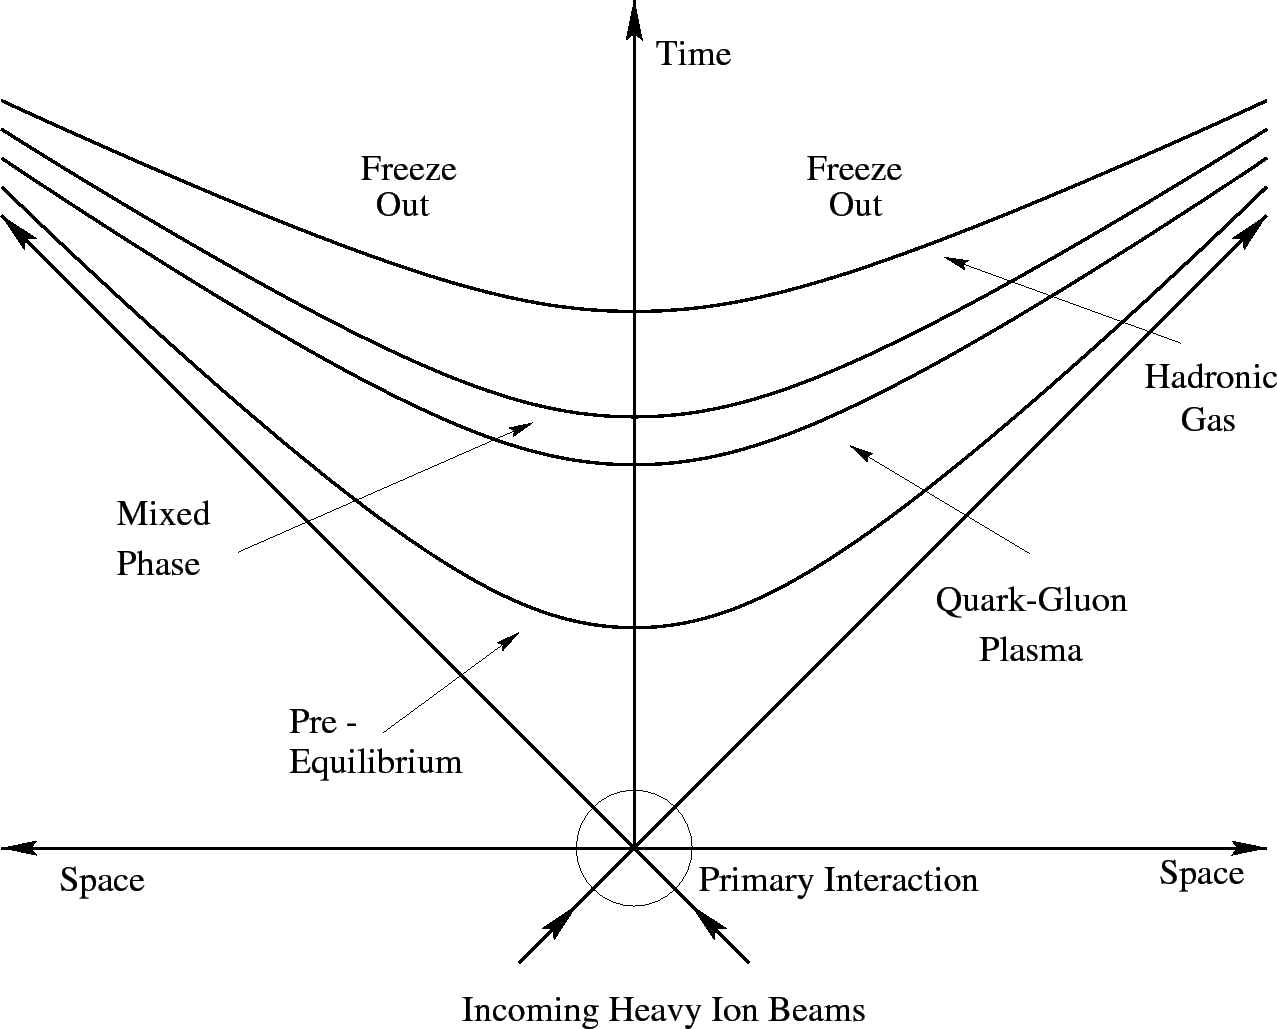 Time
Freeze
Out
Freeze
Out
Hadronic
Gas
Mixed
Phase
Quark-Gluon
Plasma
Pre -
Equilibrium
Space
Primary Interaction
Space
Incoming Heavy Ion Beams